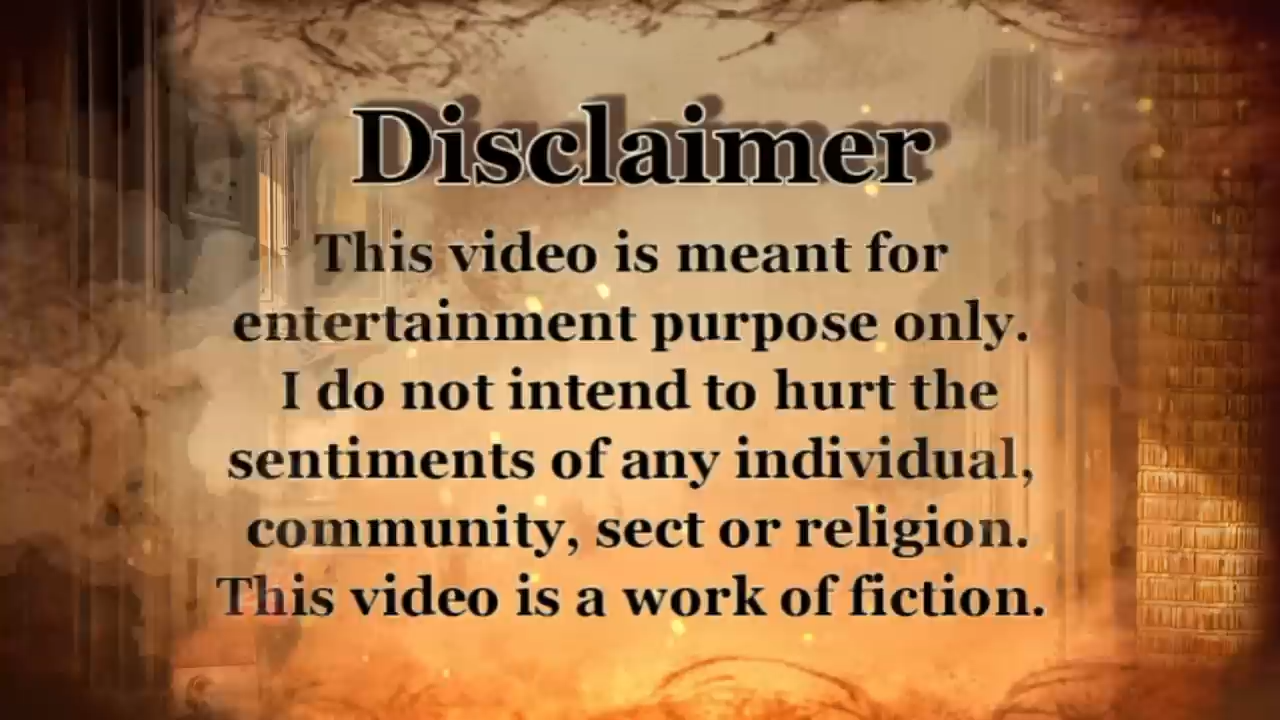 Disclaimer
This video is meant for
entertainment purpose only.
I do not intend to hurt the
sentiments of any individual,
community, sect or religion.
This video is a work of fiction.